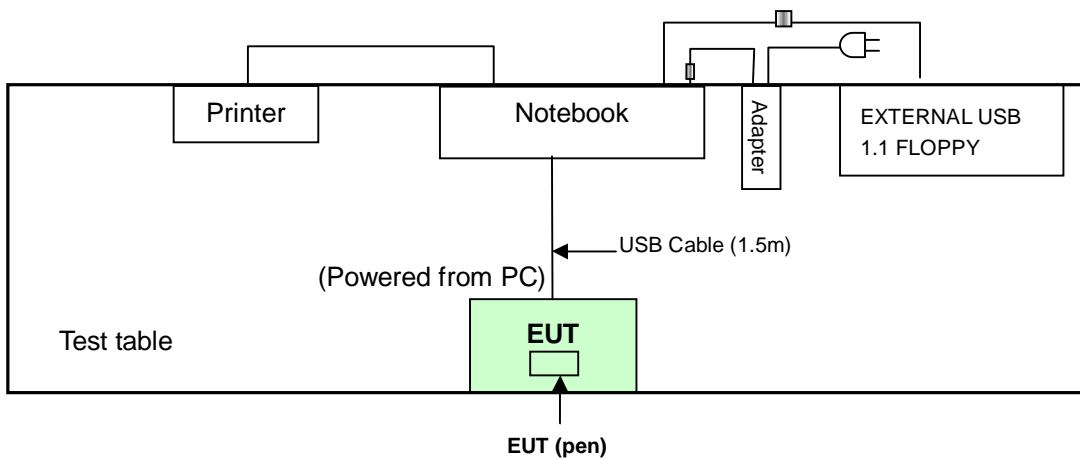 Printer
Notebook
Adapter
EXTERNAL USB
1.1 FLOPPY
USB Cable (1.5m)
(Powered from PC)
EUT
Test table
EUT (pen)